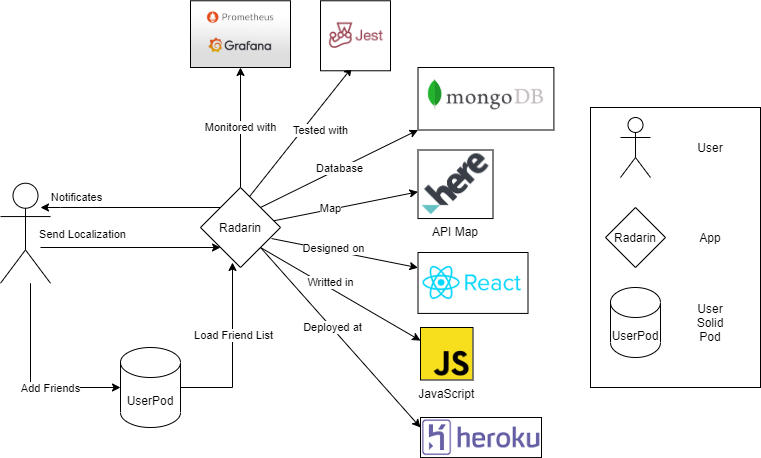 Prometheus
Grafana
Jest
Monitored with
Tested with
mongoDB
Database
here
Map
API Map
Notificates
Radarin
Send Localization
Designed on
React
Writted in
JS
JavaScript
Deployed at
Load Friend List
Add Friends
UserPod
heroku
User
Radarin
App
UserPod
User
Solid
Pod